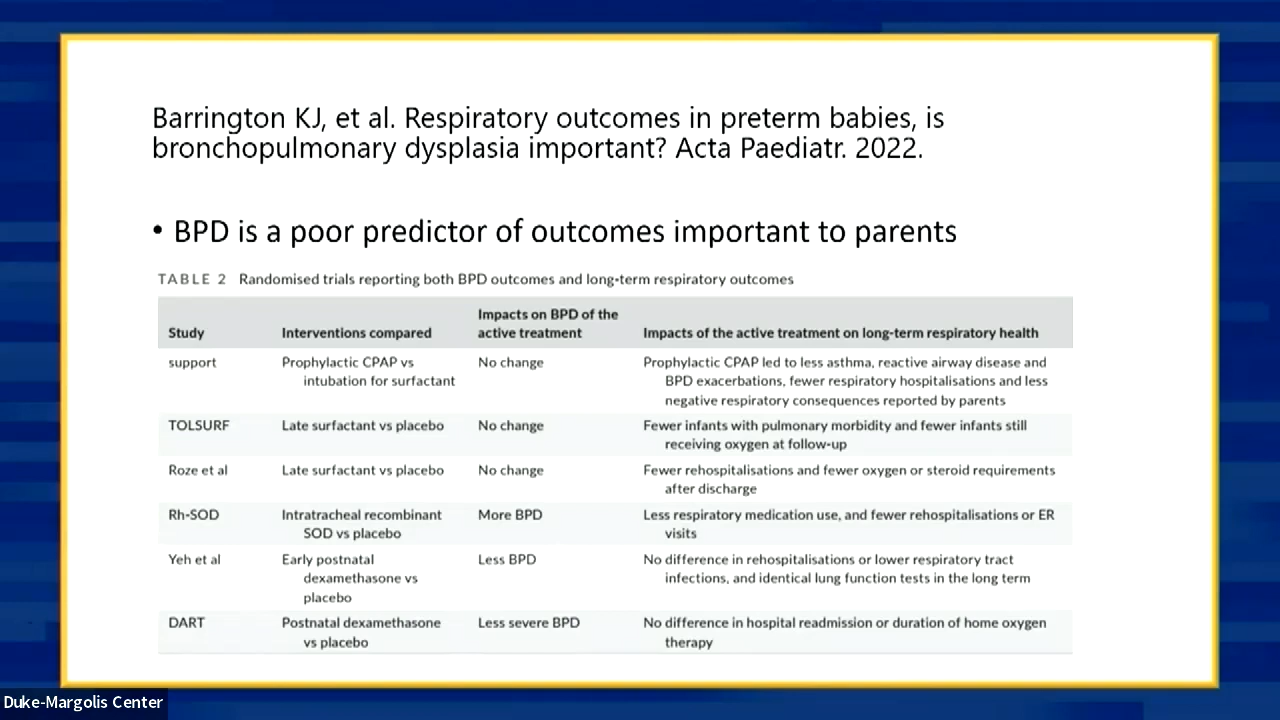 Barrington KJ, et al. Respiratory outcomes in preterm babies, is
bronchopulmonary dysplasia important? Acta Paediatr. 2022.
• BPD is a poor predictor of outcomes important to parents
TABLE 2 Randomised trials reporting both BPD outcomes and long-term respiratory outcomes
Study Interventions compared Impacts on BPD of the active treatment Impacts of the active treatment on long-term respiratory health
support Prophylactic CPAP vs No change Prophylactic CPAP led to less asthma, reactive airway disease and
intubation for surfactant BPD exacerbations, fewer respiratory hospitalisations and less
negative respiratory consequences reported by parents
TOLSURF Late surfactant vs placebo No change Fewer infants with pulmonary morbidity and fewer infants still
receiving oxygen at follow-up
Roze et al Late surfactant vs placebo No change Fewer rehospitalisations and fewer oxygen or steroid requirements
after discharge
Rh-SOD Intratracheal recombinant More BPD Less respiratory medication use, and fewer rehospitalisations or ER
SOD vs placebo visits
Yeh et al Early postnatal Less BPD No difference in rehospitalisations or lower respiratory tract
dexamethasone vs infections, and identical lung function tests in the long term
placebo
DART Postnatal dexamethasone Less severe BPD No difference in hospital readmission or duration of home oxygen
vs placebo therapy
Duke-Margolis Center